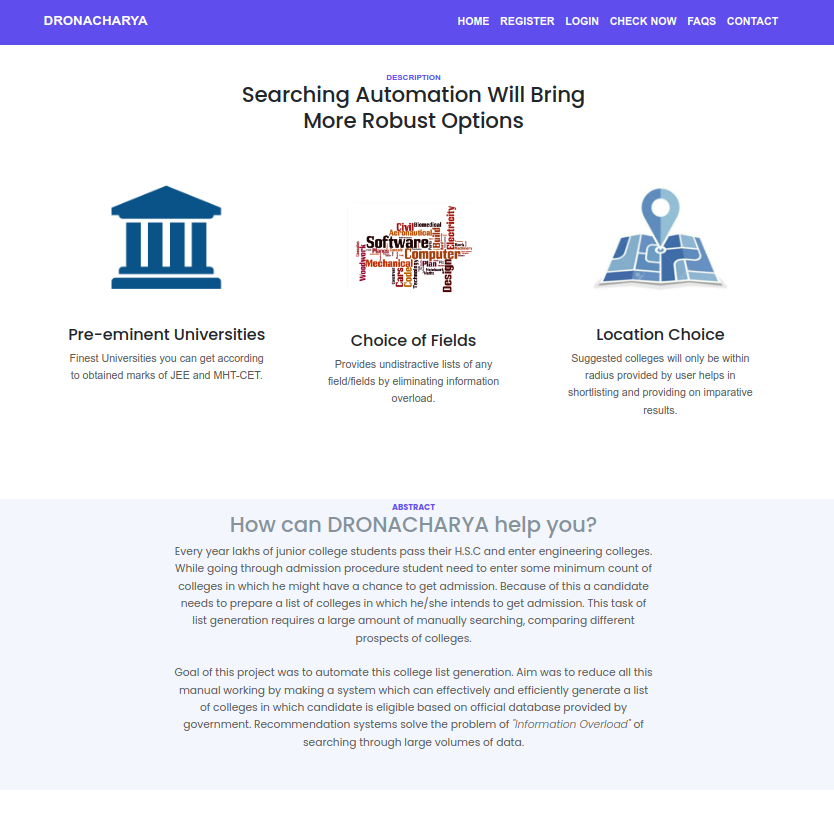 DRONACHARYA
HOME REGISTER LOGIN CHECK NOW FAQS CONTACT
DESCRIPTION
Searching Automation Will Bring
More Robust Options
Civil
Biomedical
Aeronautical
Software
Computer
Mechanical
Electricity
Build
Woodwork
Cars
Code
Technology
Plan
Design
Pre-eminent Universities
Finest Universities you can get according
to obtained marks of JEE and MHT-CET.
Choice of Fields
Provides undistractive lists of any
field/fields by eliminating information
overload.
Location Choice
Suggested colleges will only be within
radius provided by user helps in
shortlisting and providing on imparative
results.
ABSTRACT
How can DRONACHARYA help you?
Every year lakhs of junior college students pass their H.S.C and enter engineering colleges.
While going through admission procedure student need to enter some minimum count of
colleges in which he might have a chance to get admission. Because of this a candidate
needs to prepare a list of colleges in which he/she intends to get admission. This task of
list generation requires a large amount of manually searching, comparing different
prospects of colleges.
Goal of this project was to automate this college list generation. Aim was to reduce all this
manual working by making a system which can effectively and efficiently generate a list
of colleges in which candidate is eligible based on official database provided by
government. Recommendation systems solve the problem of "Information Overload" of
searching through large volumes of data.